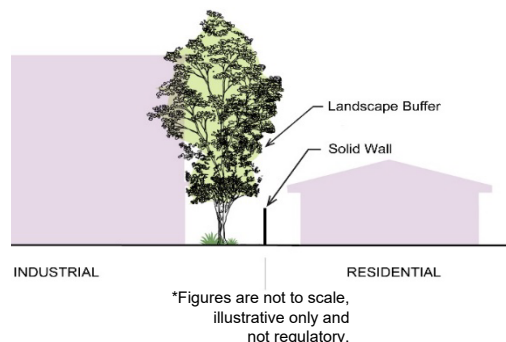 Landscape Buffer
Solid Wall
INDUSTRIAL
RESIDENTIAL
*Figures are not to scale,
illustrative only and
not regulatory.